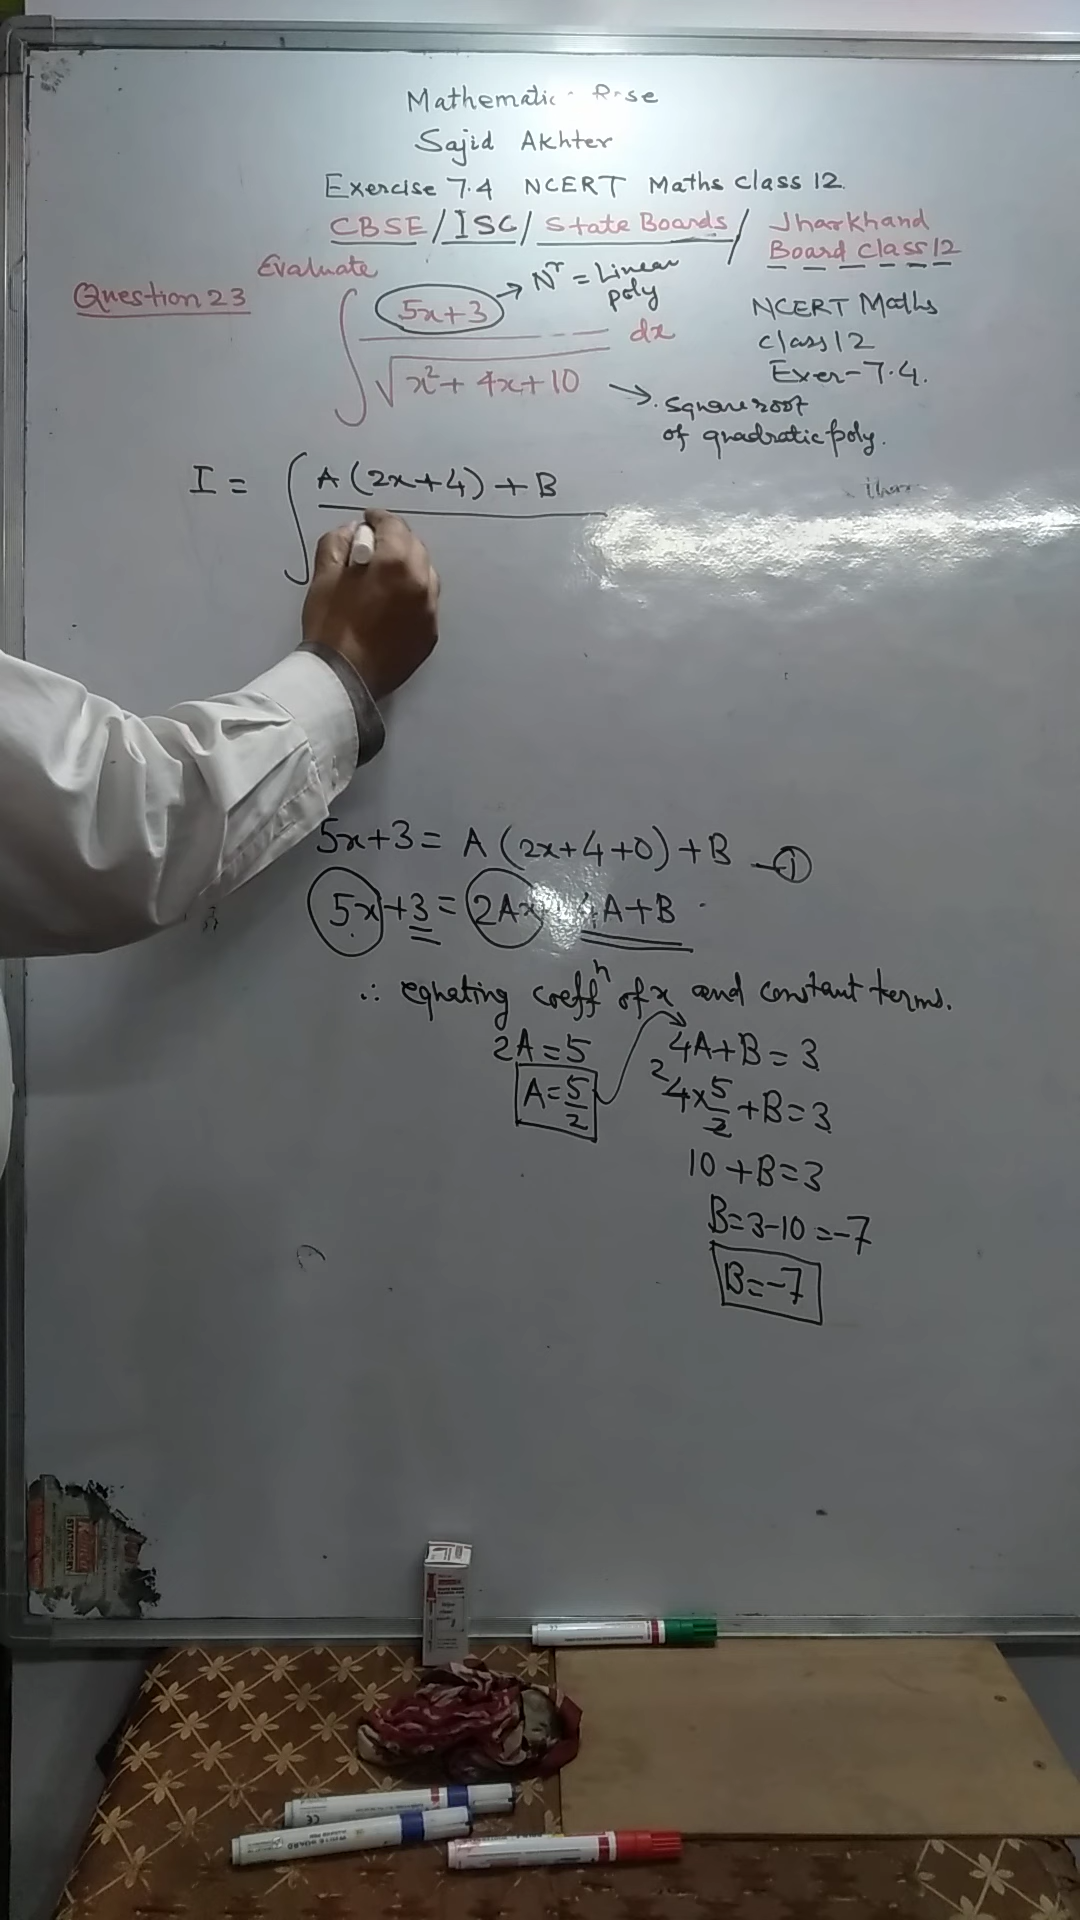 Mathematic Rose
Sajid Akhter
Exercise 7.4 NCERT Maths class 12
CBSE / ISC / State Boards / Jharkhand Board class 12
Evaluate
Question 23
∫ (5x+3)/√(x²+4x+10) dx
→ Nʳ = Linear poly
→ Square root of quadratic poly.
NCERT Maths
class 12
Exer-7.4.
I = ∫ A(2x+4)+B
5x+3 = A(2x+4+0)+B —①
5x+3 = 2Ax 4A+B
∴ equating coeffⁿ of x and constant terms.
2A=5
A=5/2
4A+B=3
4×5/2+B=3
10+B=3
B=3-10=-7
B=-7
STATIONERY